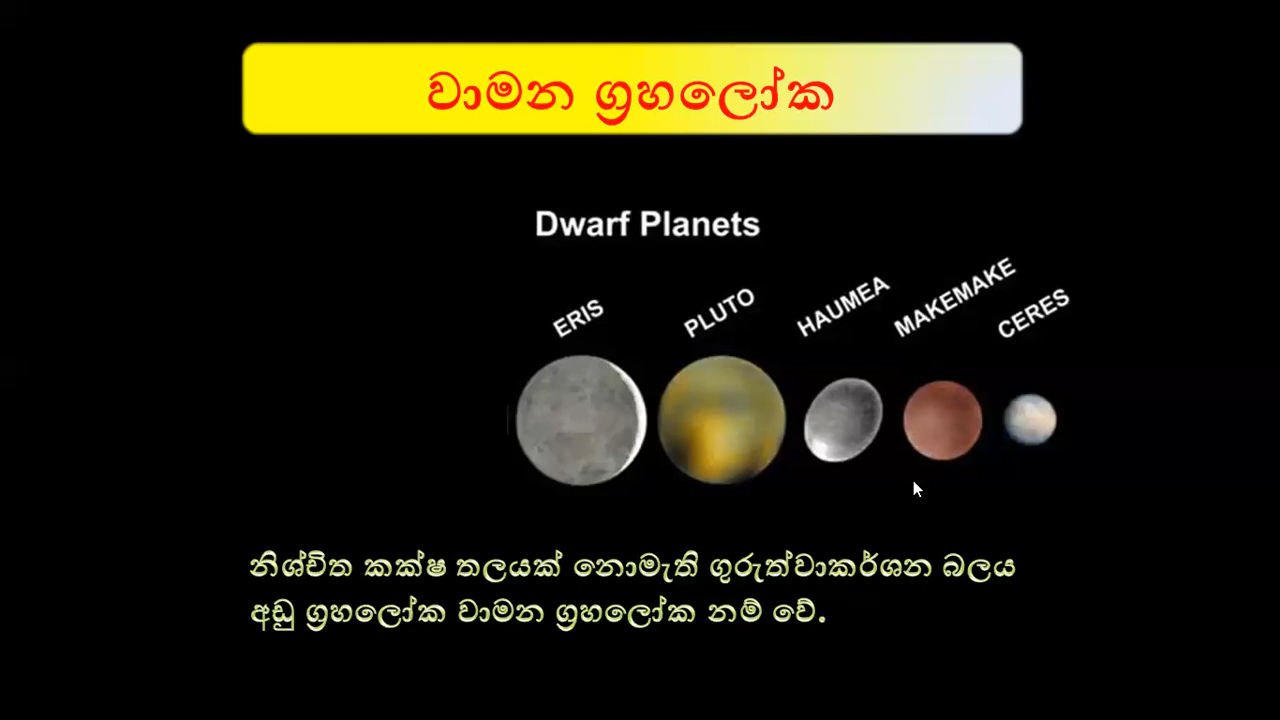 වාමන ග්‍රහලෝක
Dwarf Planets
ERIS PLUTO HAUMEA MAKEMAKE CERES
නිශ්චිත කක්ෂ තලයක් නොමැති ගුරුත්වාකර්ශන බලය
අඩු ග්‍රහලෝක වාමන ග්‍රහලෝක නම් වේ.